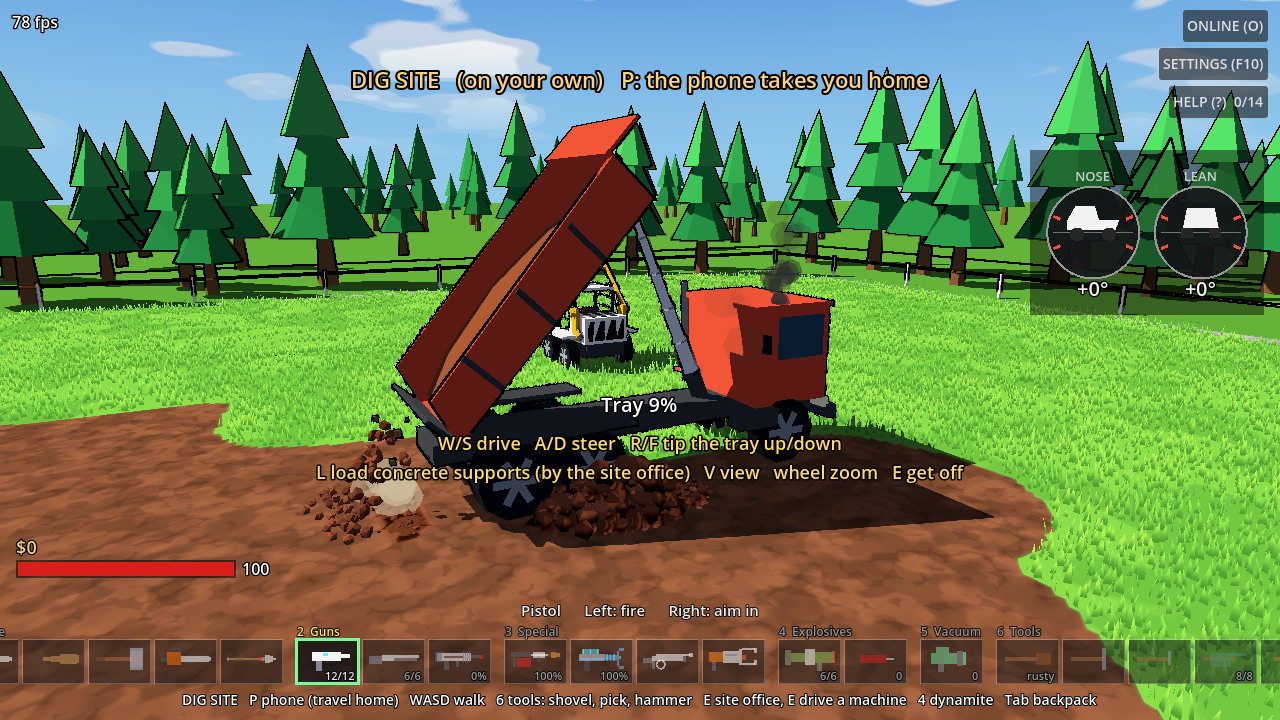 78 fps
ONLINE (O)
SETTINGS (F10)
HELP (?) 0/14
DIG SITE (on your own) P: the phone takes you home
NOSE LEAN
+0° +0°
Tray 9%
W/S drive A/D steer R/F tip the tray up/down
L load concrete supports (by the site office) V view wheel zoom E get off
$0
100
Pistol Left: fire Right: aim in
e 2 Guns 3 Special 4 Explosives 5 Vacuum 6 Tools
12/12 6/6 0% 100% 100% 6/6 0 0 rusty 8/8
DIG SITE P phone (travel home) WASD walk 6 tools: shovel, pick, hammer E site office, E drive a machine 4 dynamite Tab backpack